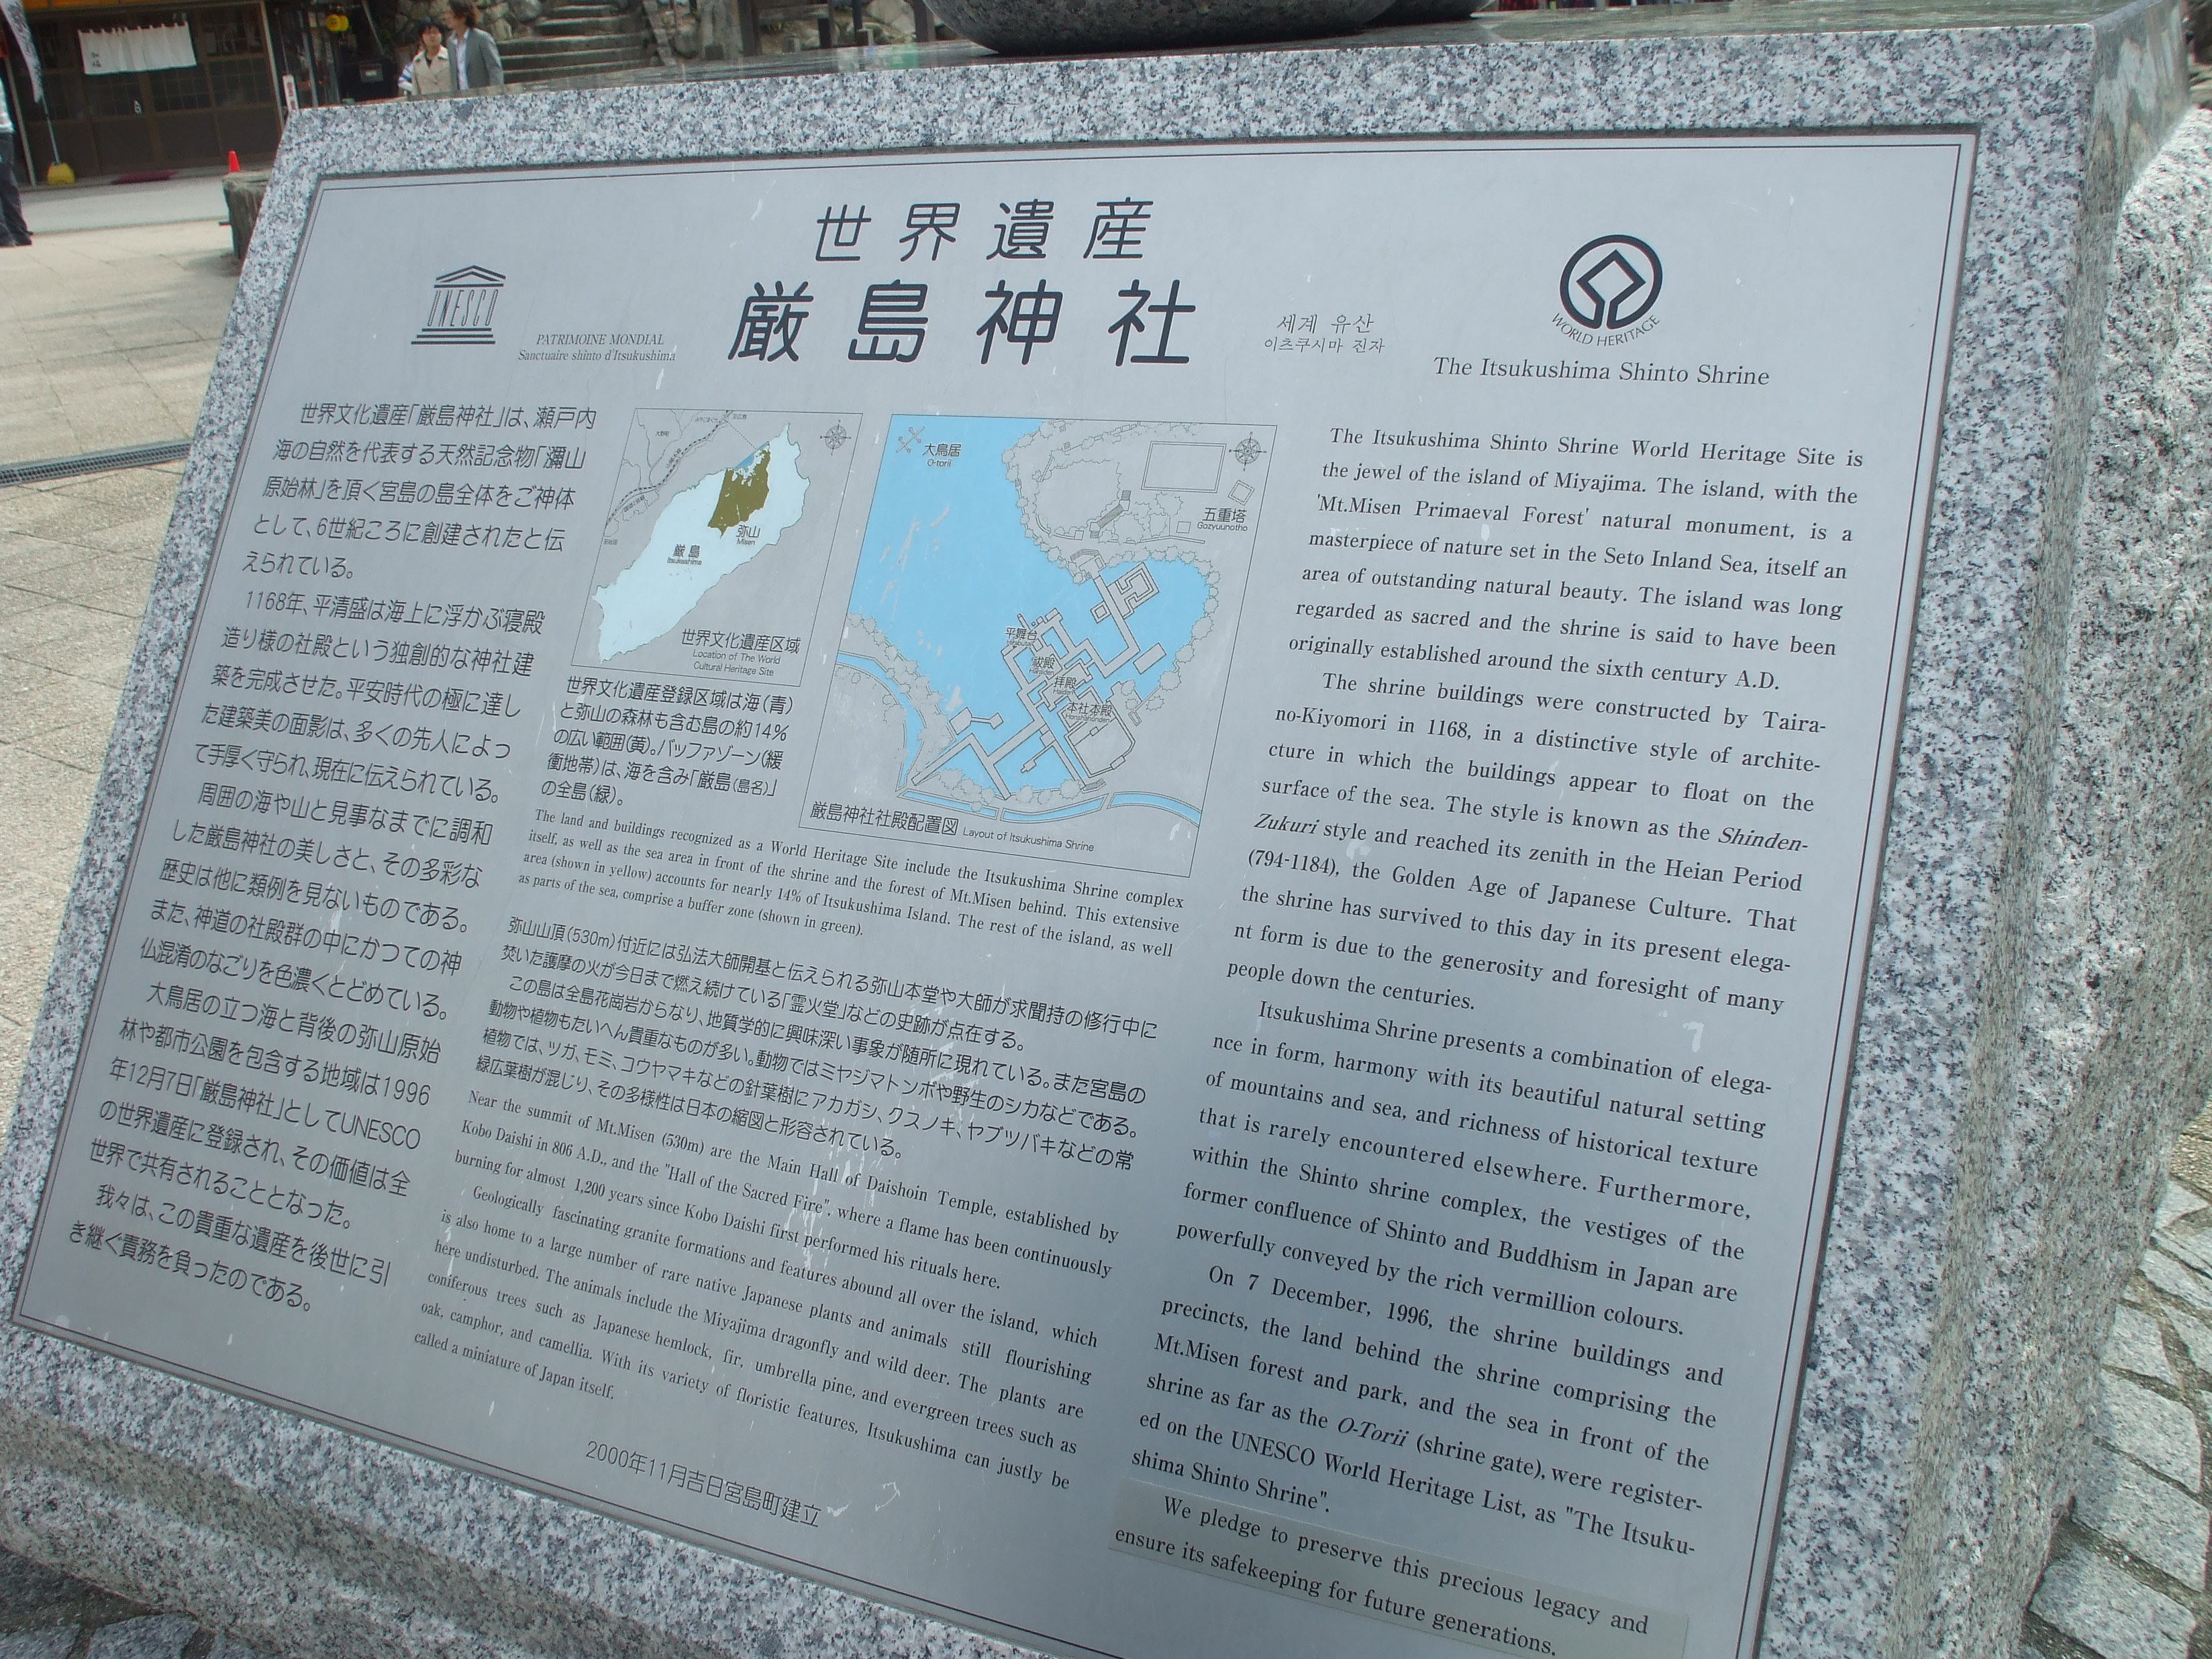 世界遺産
厳島神社
UNESCO
PATRIMOINE MONDIAL
Sanctuaire shinto d'Itsukushima
세계 유산
이츠쿠시마 진자
WORLD HERITAGE
The Itsukushima Shinto Shrine
世界文化遺産「厳島神社」は、瀬戸内
海の自然を代表する天然記念物「瀰山
原始林」を頂く宮島の島全体をご神体
として、6世紀ころに創建されたと伝
えられている。
1168年、平清盛は海上に浮かぶ寝殿
造り様の社殿という独創的な神社建
築を完成させた。平安時代の極に達し
た建築美の面影は、多くの先人によっ
て手厚く守られ、現在に伝えられている。
周囲の海や山と見事なまでに調和
した厳島神社の美しさと、その多彩な
歴史は他に類例を見ないものである。
また、神道の社殿群の中にかつての神
仏混淆のなごりを色濃くとどめている。
大鳥居の立つ海と背後の弥山原始
林や都市公園を包含する地域は1996
年12月7日「厳島神社」としてUNESCO
の世界遺産に登録され、その価値は全
世界で共有されることとなった。
我々は、この貴重な遺産を後世に引
き継ぐ責務を負ったのである。
弥山
Misen
厳島
Itsukushima
世界文化遺産区域
Location of The World
Cultural Heritage Site
大鳥居
O-torii
五重塔
Gozyuunotho
平舞台
祓殿
拝殿
本社本殿
厳島神社社殿配置図 Layout of Itsukushima Shrine
世界文化遺産登録区域は海(青)
と弥山の森林も含む島の約14%
の広い範囲(黄)。バッファゾーン(緩
衝地帯)は、海を含み「厳島(島名)」
の全島(緑)。
The land and buildings recognized as a World Heritage Site include the Itsukushima Shrine complex
itself, as well as the sea area in front of the shrine and the forest of Mt.Misen behind. This extensive
area (shown in yellow) accounts for nearly 14% of Itsukushima Island. The rest of the island, as well
as parts of the sea, comprise a buffer zone (shown in green).
弥山山頂(530m)付近には弘法大師開基と伝えられる弥山本堂や大師が求聞持の修行中に
焚いた護摩の火が今日まで燃え続けている「霊火堂」などの史跡が点在する。
この島は全島花崗岩からなり、地質学的に興味深い事象が随所に現れている。また宮島の
動物や植物もたいへん貴重なものが多い。動物ではミヤジマトンボや野生のシカなどである。
植物では、ツガ、モミ、コウヤマキなどの針葉樹にアカガシ、クスノキ、ヤブツバキなどの常
緑広葉樹が混じり、その多様性は日本の縮図と形容されている。
Near the summit of Mt.Misen (530m) are the Main Hall of Daishoin Temple, established by
Kobo Daishi in 806 A.D., and the "Hall of the Sacred Fire", where a flame has been continuously
burning for almost 1,200 years since Kobo Daishi first performed his rituals here.
Geologically fascinating granite formations and features abound all over the island, which
is also home to a large number of rare native Japanese plants and animals still flourishing
here undisturbed. The animals include the Miyajima dragonfly and wild deer. The plants are
coniferous trees such as Japanese hemlock, fir, umbrella pine, and evergreen trees such as
oak, camphor, and camellia. With its variety of floristic features, Itsukushima can justly be
called a miniature of Japan itself.
2000年11月吉日宮島町建立
The Itsukushima Shinto Shrine World Heritage Site is
the jewel of the island of Miyajima. The island, with the
'Mt.Misen Primaeval Forest' natural monument, is a
masterpiece of nature set in the Seto Inland Sea, itself an
area of outstanding natural beauty. The island was long
regarded as sacred and the shrine is said to have been
originally established around the sixth century A.D.
The shrine buildings were constructed by Taira-
no-Kiyomori in 1168, in a distinctive style of archite-
cture in which the buildings appear to float on the
surface of the sea. The style is known as the Shinden-
Zukuri style and reached its zenith in the Heian Period
(794-1184), the Golden Age of Japanese Culture. That
the shrine has survived to this day in its present elega-
nt form is due to the generosity and foresight of many
people down the centuries.
Itsukushima Shrine presents a combination of elega-
nce in form, harmony with its beautiful natural setting
of mountains and sea, and richness of historical texture
that is rarely encountered elsewhere. Furthermore,
within the Shinto shrine complex, the vestiges of the
former confluence of Shinto and Buddhism in Japan are
powerfully conveyed by the rich vermillion colours.
On 7 December, 1996, the shrine buildings and
precincts, the land behind the shrine comprising the
Mt.Misen forest and park, and the sea in front of the
shrine as far as the O-Torii (shrine gate), were register-
ed on the UNESCO World Heritage List, as "The Itsuku-
shima Shinto Shrine".
We pledge to preserve this precious legacy and
ensure its safekeeping for future generations.